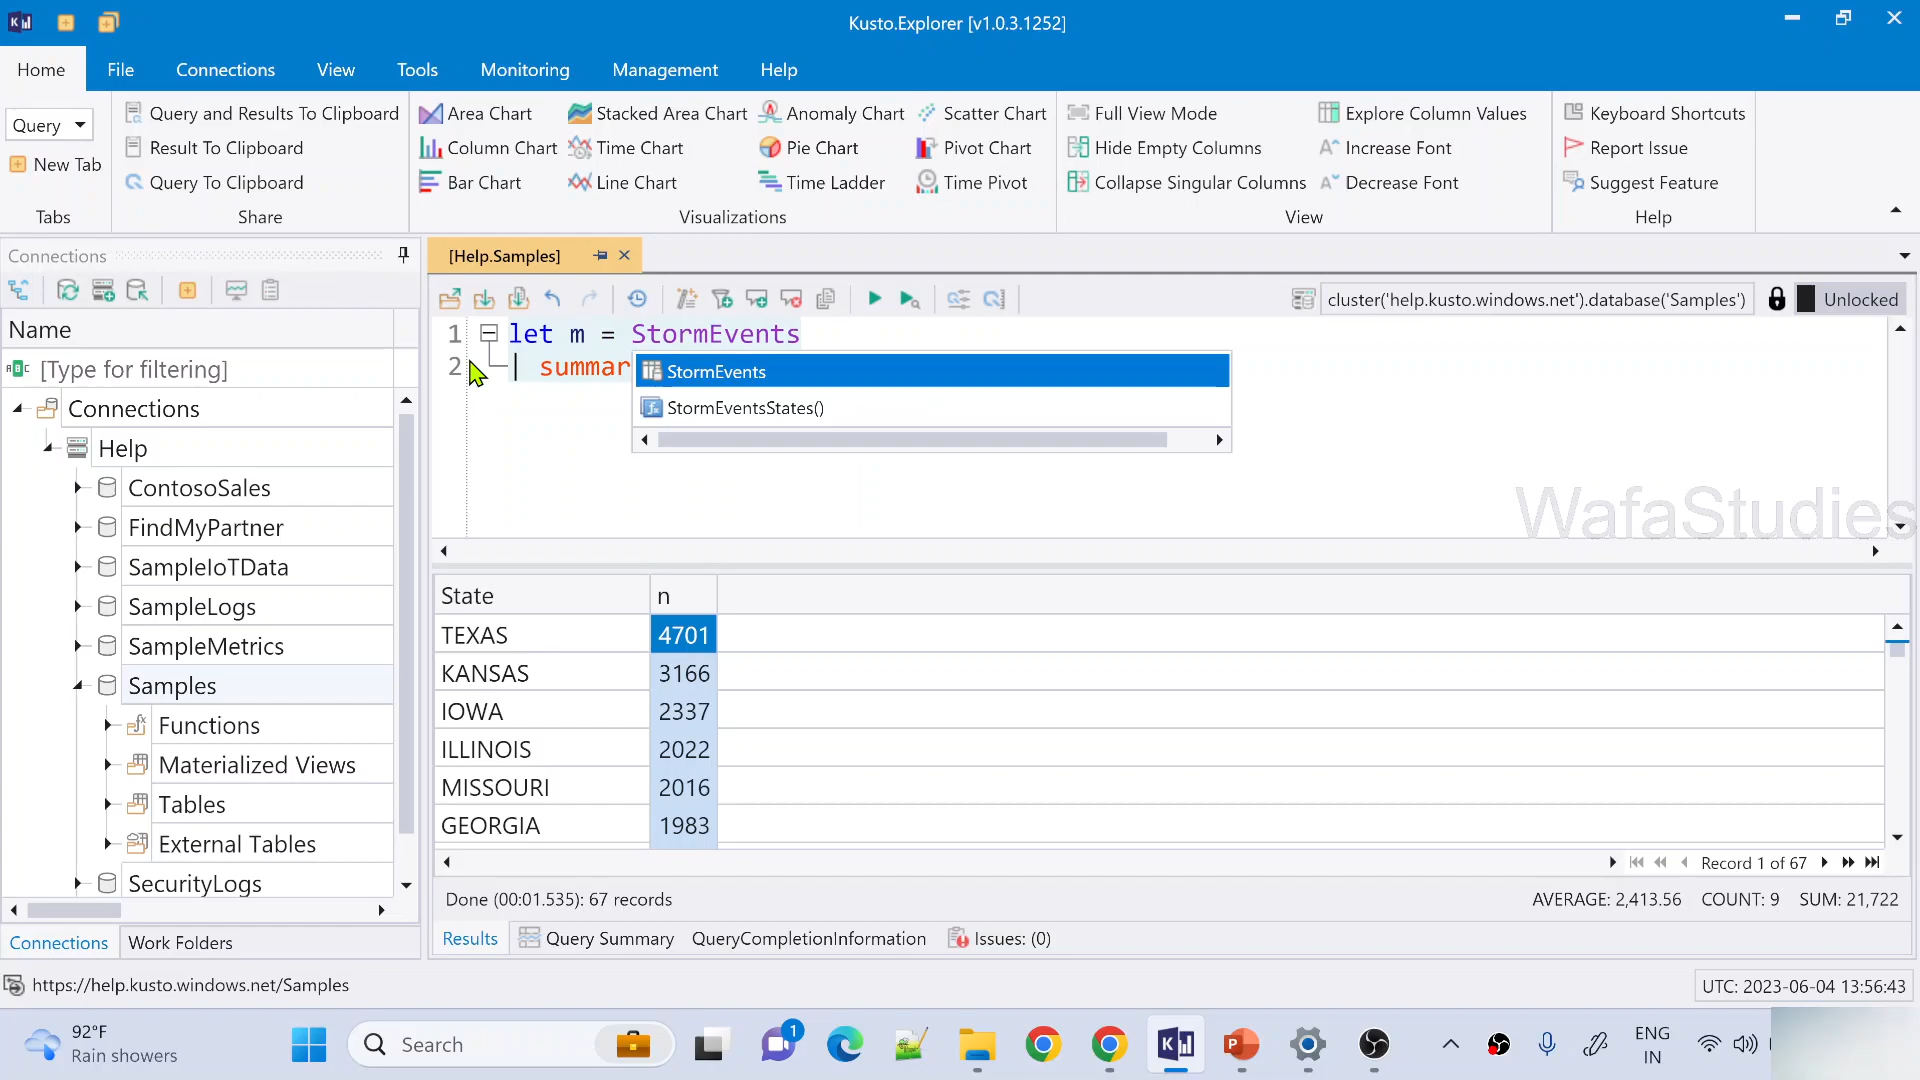 Kusto.Explorer [v1.0.3.1252]
Home File Connections View Tools Monitoring Management Help
Query
New Tab
Tabs
Query and Results To Clipboard
Result To Clipboard
Query To Clipboard
Share
Area Chart Stacked Area Chart Anomaly Chart Scatter Chart
Column Chart Time Chart Pie Chart Pivot Chart
Bar Chart Line Chart Time Ladder Time Pivot
Visualizations
Full View Mode Explore Column Values
Hide Empty Columns Increase Font
Collapse Singular Columns Decrease Font
View
Keyboard Shortcuts
Report Issue
Suggest Feature
Help
Connections
Name
[Type for filtering]
Connections
Help
ContosoSales
FindMyPartner
SampleIoTData
SampleLogs
SampleMetrics
Samples
Functions
Materialized Views
Tables
External Tables
SecurityLogs
Connections Work Folders
[Help.Samples]
cluster('help.kusto.windows.net').database('Samples') Unlocked
1 let m = StormEvents
2 | summar
StormEvents
StormEventsStates()
WafaStudies
State n
TEXAS 4701
KANSAS 3166
IOWA 2337
ILLINOIS 2022
MISSOURI 2016
GEORGIA 1983
Record 1 of 67
Done (00:01.535): 67 records AVERAGE: 2,413.56 COUNT: 9 SUM: 21,722
Results Query Summary QueryCompletionInformation Issues: (0)
https://help.kusto.windows.net/Samples UTC: 2023-06-04 13:56:43
92°F
Rain showers
Search
1
ENG
IN